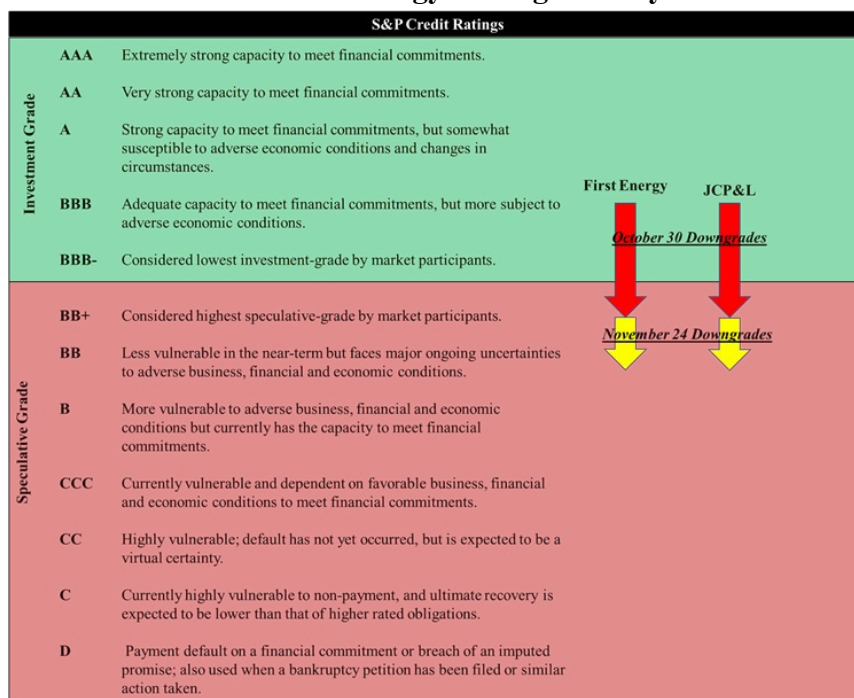 S&P Credit Ratings
Investment Grade
AAA Extremely strong capacity to meet financial commitments.
AA Very strong capacity to meet financial commitments.
A Strong capacity to meet financial commitments, but somewhat
susceptible to adverse economic conditions and changes in
circumstances.
First Energy JCP&L
BBB Adequate capacity to meet financial commitments, but more subject to
adverse economic conditions.
October 30 Downgrades
BBB- Considered lowest investment-grade by market participants.
Speculative Grade
BB+ Considered highest speculative-grade by market participants.
November 24 Downgrades
BB Less vulnerable in the near-term but faces major ongoing uncertainties
to adverse business, financial and economic conditions.
B More vulnerable to adverse business, financial and economic
conditions but currently has the capacity to meet financial
commitments.
CCC Currently vulnerable and dependent on favorable business, financial
and economic conditions to meet financial commitments.
CC Highly vulnerable; default has not yet occurred, but is expected to be a
virtual certainty.
C Currently highly vulnerable to non-payment, and ultimate recovery is
expected to be lower than that of higher rated obligations.
D Payment default on a financial commitment or breach of an imputed
promise; also used when a bankruptcy petition has been filed or similar
action taken.